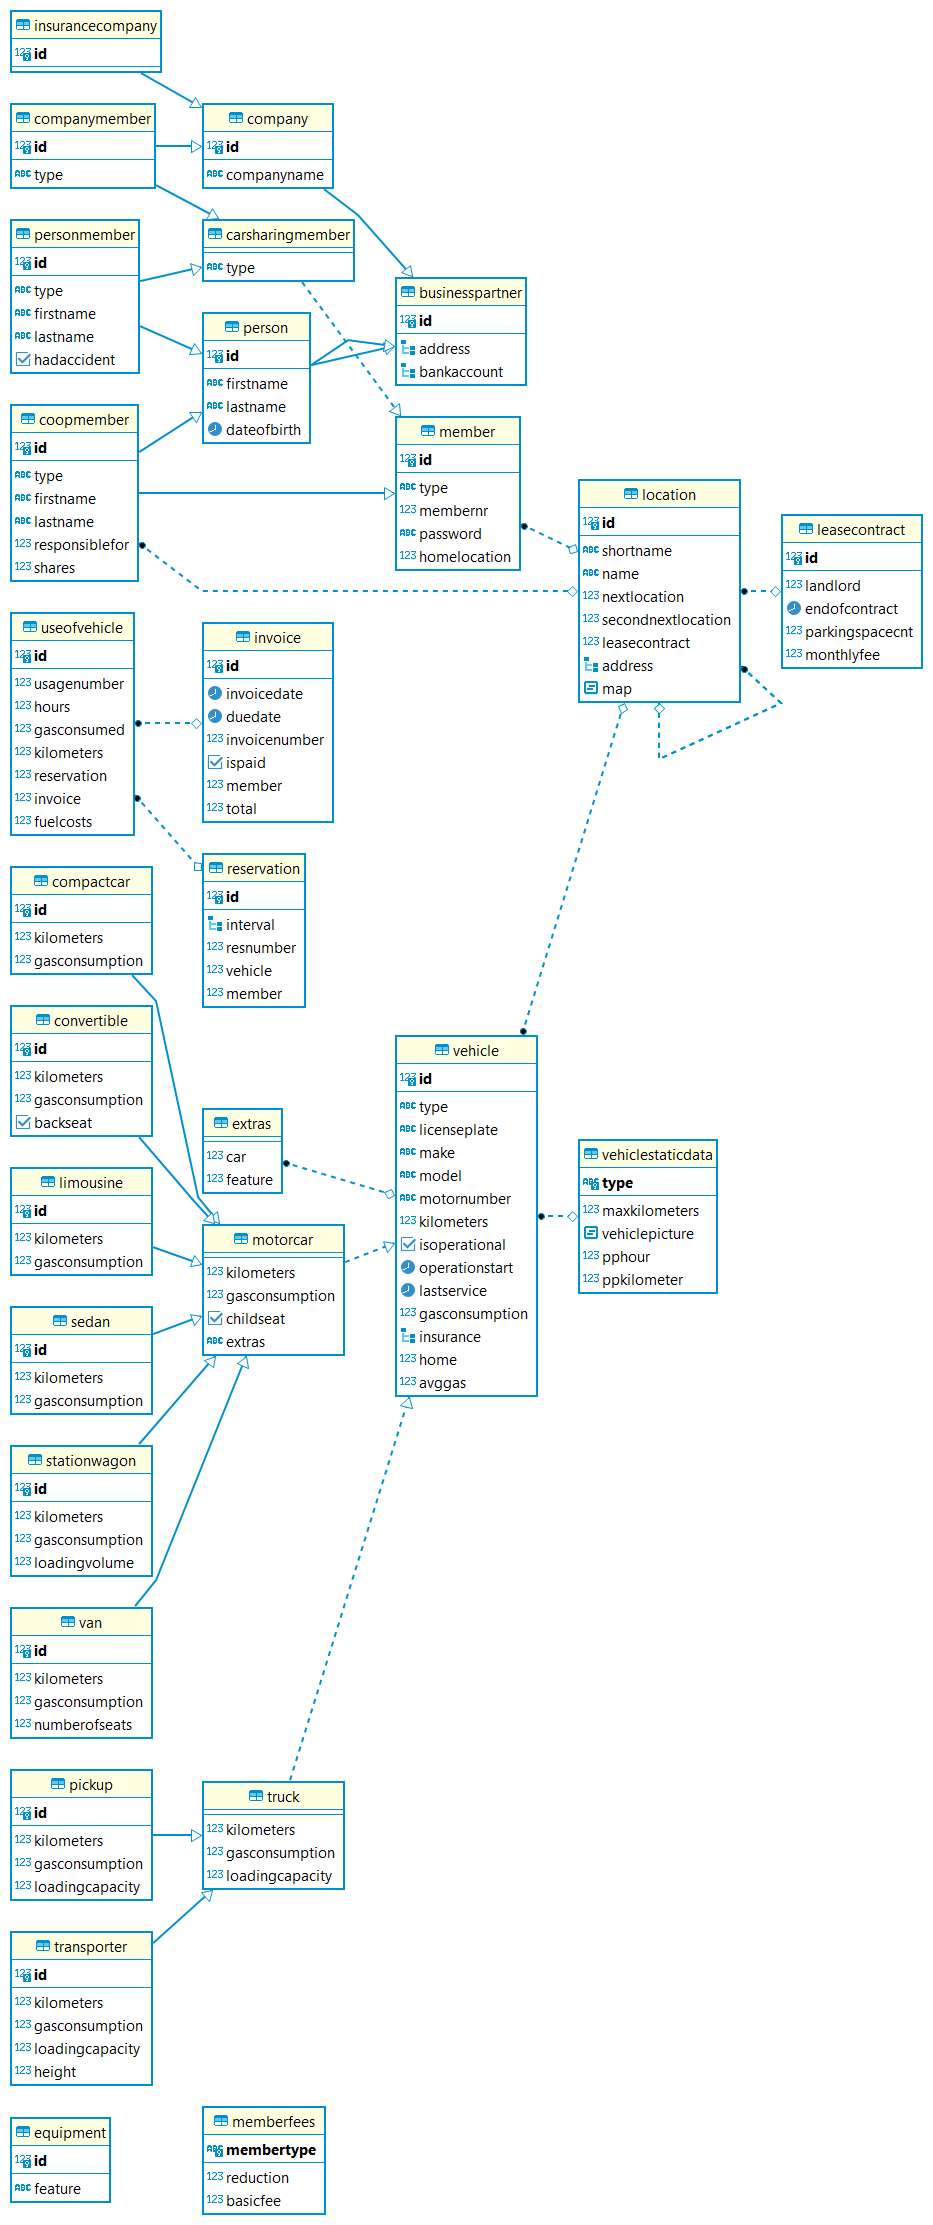 insurancecompany
id
companymember
id
type
company
id
companyname
personmember
id
type
firstname
lastname
hadaccident
carsharingmember
type
businesspartner
id
address
bankaccount
person
id
firstname
lastname
dateofbirth
coopmember
id
type
firstname
lastname
responsiblefor
shares
member
id
type
membernr
password
homelocation
location
id
shortname
name
nextlocation
secondnextlocation
leasecontract
address
map
leasecontract
id
landlord
endofcontract
parkingspacecnt
monthlyfee
useofvehicle
id
usagenumber
hours
gasconsumed
kilometers
reservation
invoice
fuelcosts
invoice
id
invoicedate
duedate
invoicenumber
ispaid
member
total
reservation
id
interval
resnumber
vehicle
member
compactcar
id
kilometers
gasconsumption
convertible
id
kilometers
gasconsumption
backseat
extras
car
feature
vehicle
id
type
licenseplate
make
model
motornumber
kilometers
isoperational
operationstart
lastservice
gasconsumption
insurance
home
avggas
vehiclestaticdata
type
maxkilometers
vehiclepicture
pphour
ppkilometer
limousine
id
kilometers
gasconsumption
motorcar
kilometers
gasconsumption
childseat
extras
sedan
id
kilometers
gasconsumption
stationwagon
id
kilometers
gasconsumption
loadingvolume
van
id
kilometers
gasconsumption
numberofseats
pickup
id
kilometers
gasconsumption
loadingcapacity
truck
kilometers
gasconsumption
loadingcapacity
transporter
id
kilometers
gasconsumption
loadingcapacity
height
equipment
id
feature
memberfees
membertype
reduction
basicfee